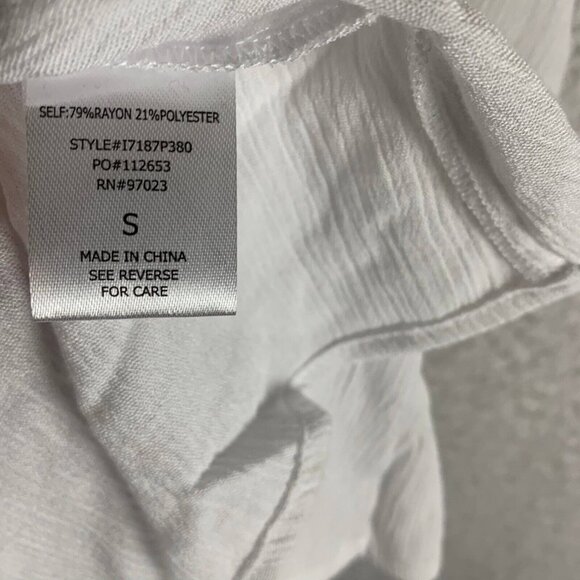 SELF:79%RAYON 21%POLYESTER
STYLE#I7187P380
PO#112653
RN#97023
S
MADE IN CHINA
SEE REVERSE
FOR CARE